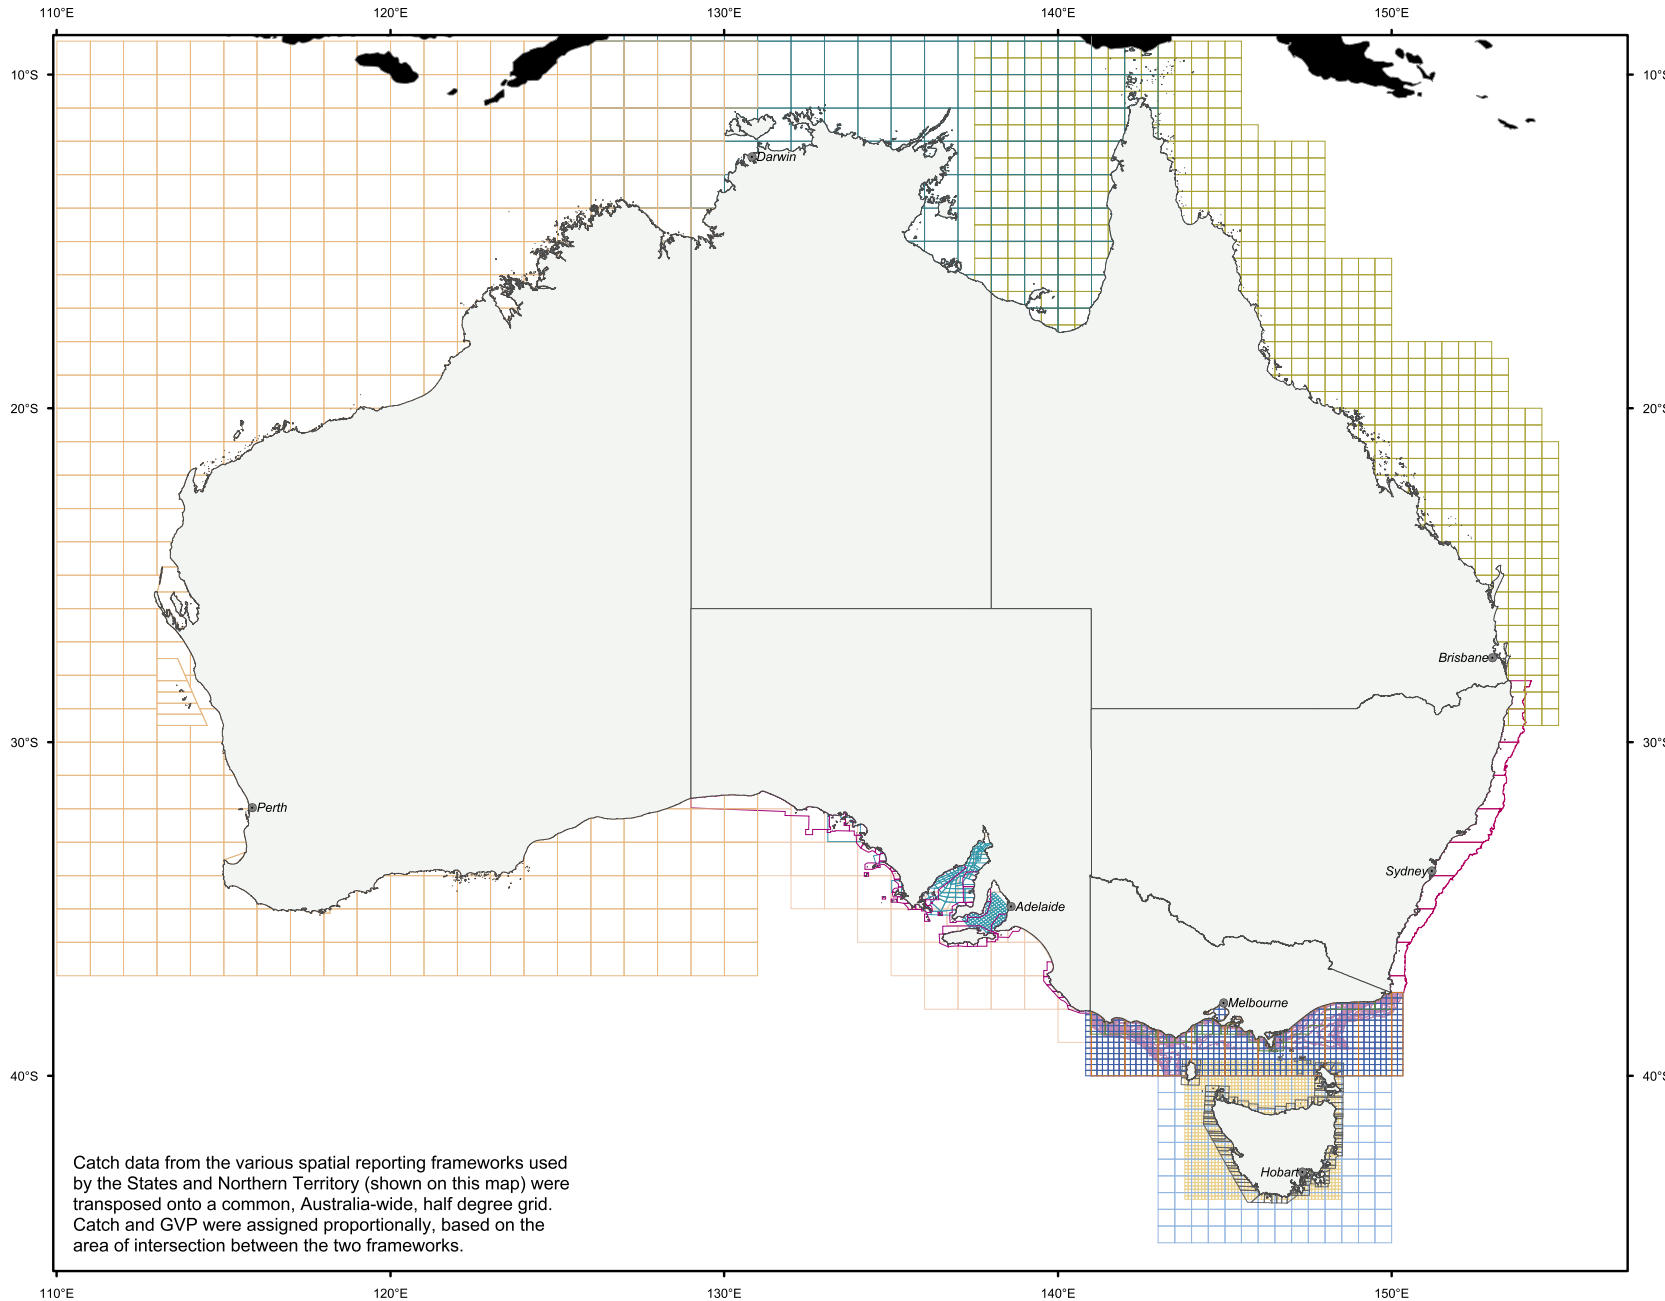 110°E 120°E 130°E 140°E 150°E
10°S 10°S
Darwin
20°S 20°S
Brisbane
30°S 30°S
Perth
Sydney
Adelaide
Melbourne
40°S 40°S
Catch data from the various spatial reporting frameworks used
by the States and Northern Territory (shown on this map) were
transposed onto a common, Australia-wide, half degree grid.
Catch and GVP were assigned proportionally, based on the
area of intersection between the two frameworks.
Hobart
110°E 120°E 130°E 140°E 150°E